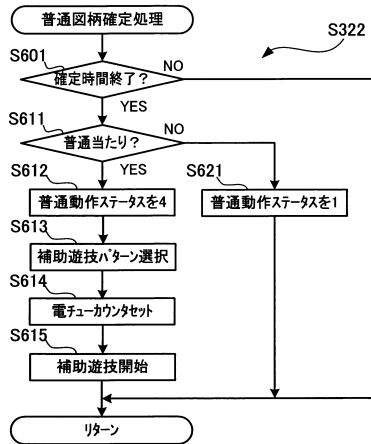 普通図柄確定処理
S322
S601
確定時間終了?
NO
YES
S611
普通当たり?
NO
YES
S612
普通動作ステータスを4
S621
普通動作ステータスを1
S613
補助遊技パターン選択
S614
電チューカウンタセット
S615
補助遊技開始
リターン